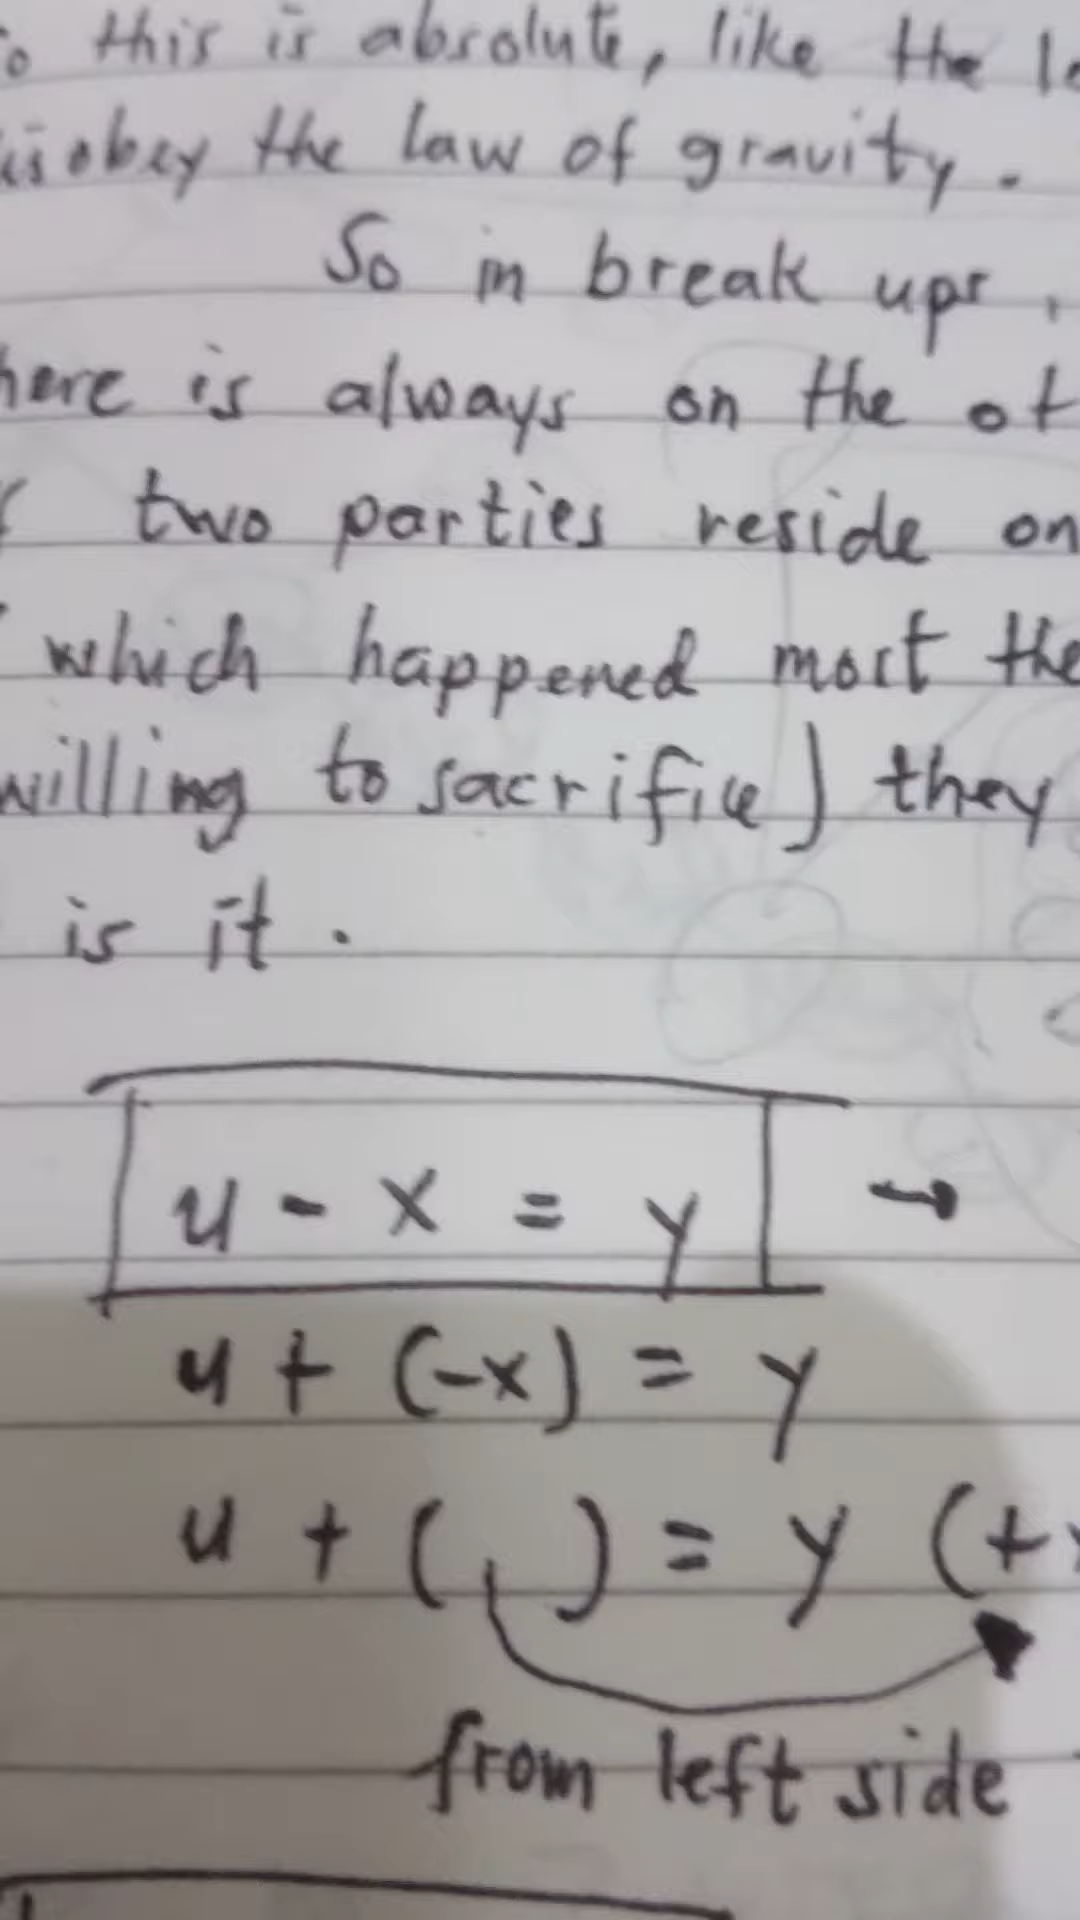 this is absolute, like the
obey the law of gravity.
So in break ups,
here is always on the ot
two parties reside on
which happened most the
willing to sacrifice) they
is it.
u - x = y →
u + (-x) = y
u + ( ) = y (+
from left side